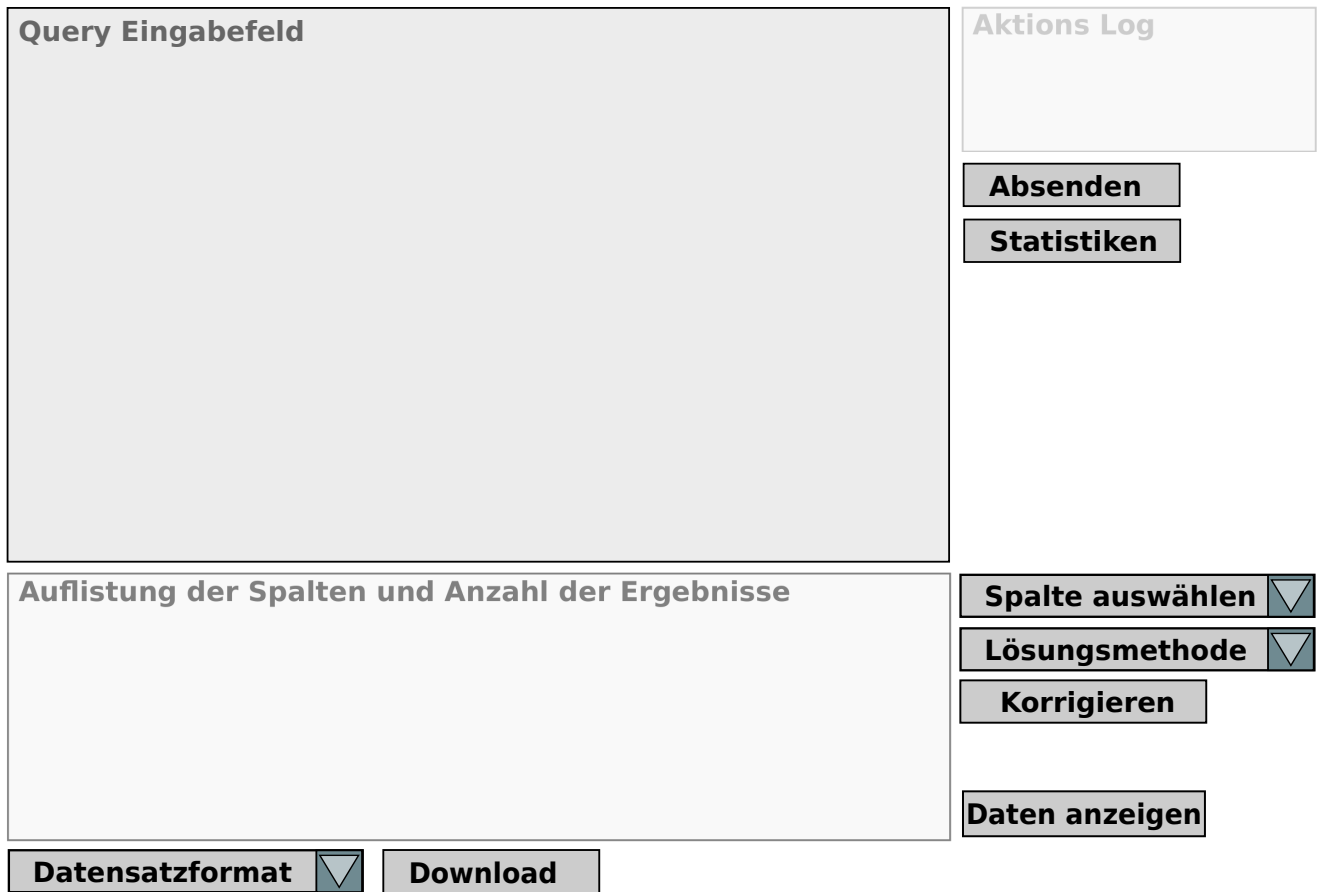 Query Eingabefeld
Aktions Log
Absenden
Statistiken
Auflistung der Spalten und Anzahl der Ergebnisse
Spalte auswählen
Lösungsmethode
Korrigieren
Daten anzeigen
Datensatzformat
Download